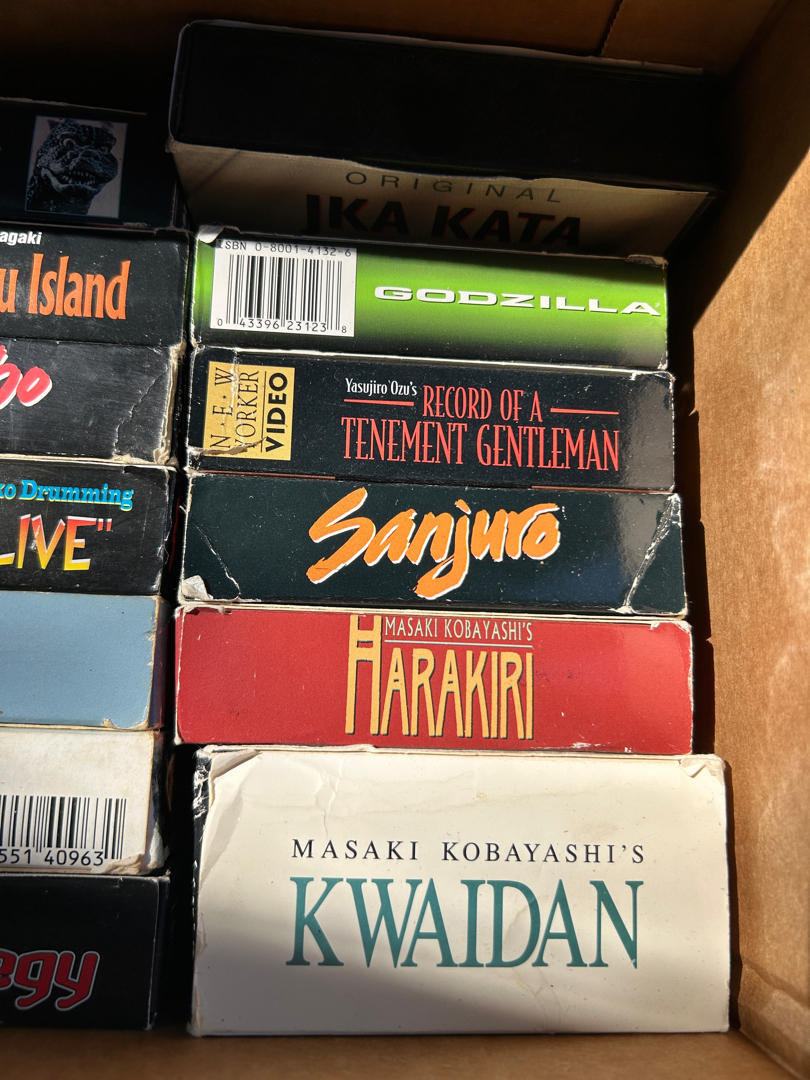 agaki
u Island
bo
ko Drumming
LIVE"
551 40963
egy
ORIGINAL
IKA KATA
ISBN 0-8001-4132-6
0 43396 23123 8
GODZILLA
N·E·W
YORKER
VIDEO
Yasujiro Ozu's
RECORD OF A
TENEMENT GENTLEMAN
Sanjuro
MASAKI KOBAYASHI'S
HARAKIRI
MASAKI KOBAYASHI'S
KWAIDAN